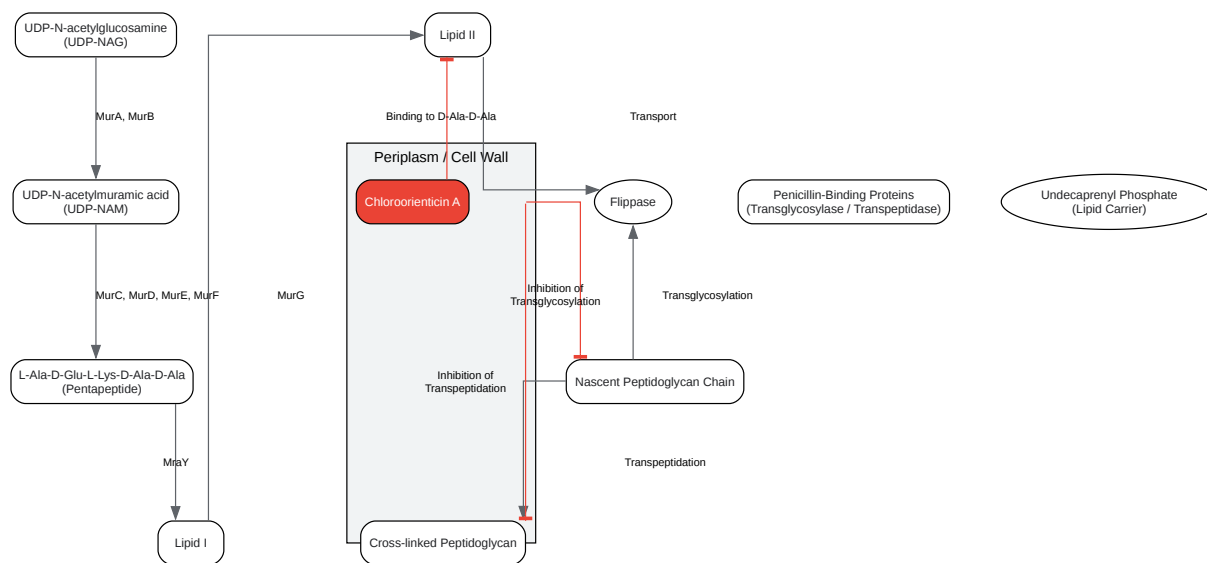 UDP-N-acetylglucosamine
(UDP-NAG)
Lipid II
MurA, MurB
Binding to D-Ala-D-Ala
Transport
Periplasm / Cell Wall
UDP-N-acetylmuramic acid
(UDP-NAM)
Chloroorienticin A
Flippase
Penicillin-Binding Proteins
(Transglycosylase / Transpeptidase)
Undecaprenyl Phosphate
(Lipid Carrier)
MurC, MurD, MurE, MurF
MurG
Inhibition of
Transglycosylation
Transglycosylation
L-Ala-D-Glu-L-Lys-D-Ala-D-Ala
(Pentapeptide)
Inhibition of
Transpeptidation
Nascent Peptidoglycan Chain
MraY
Transpeptidation
Lipid I
Cross-linked Peptidoglycan